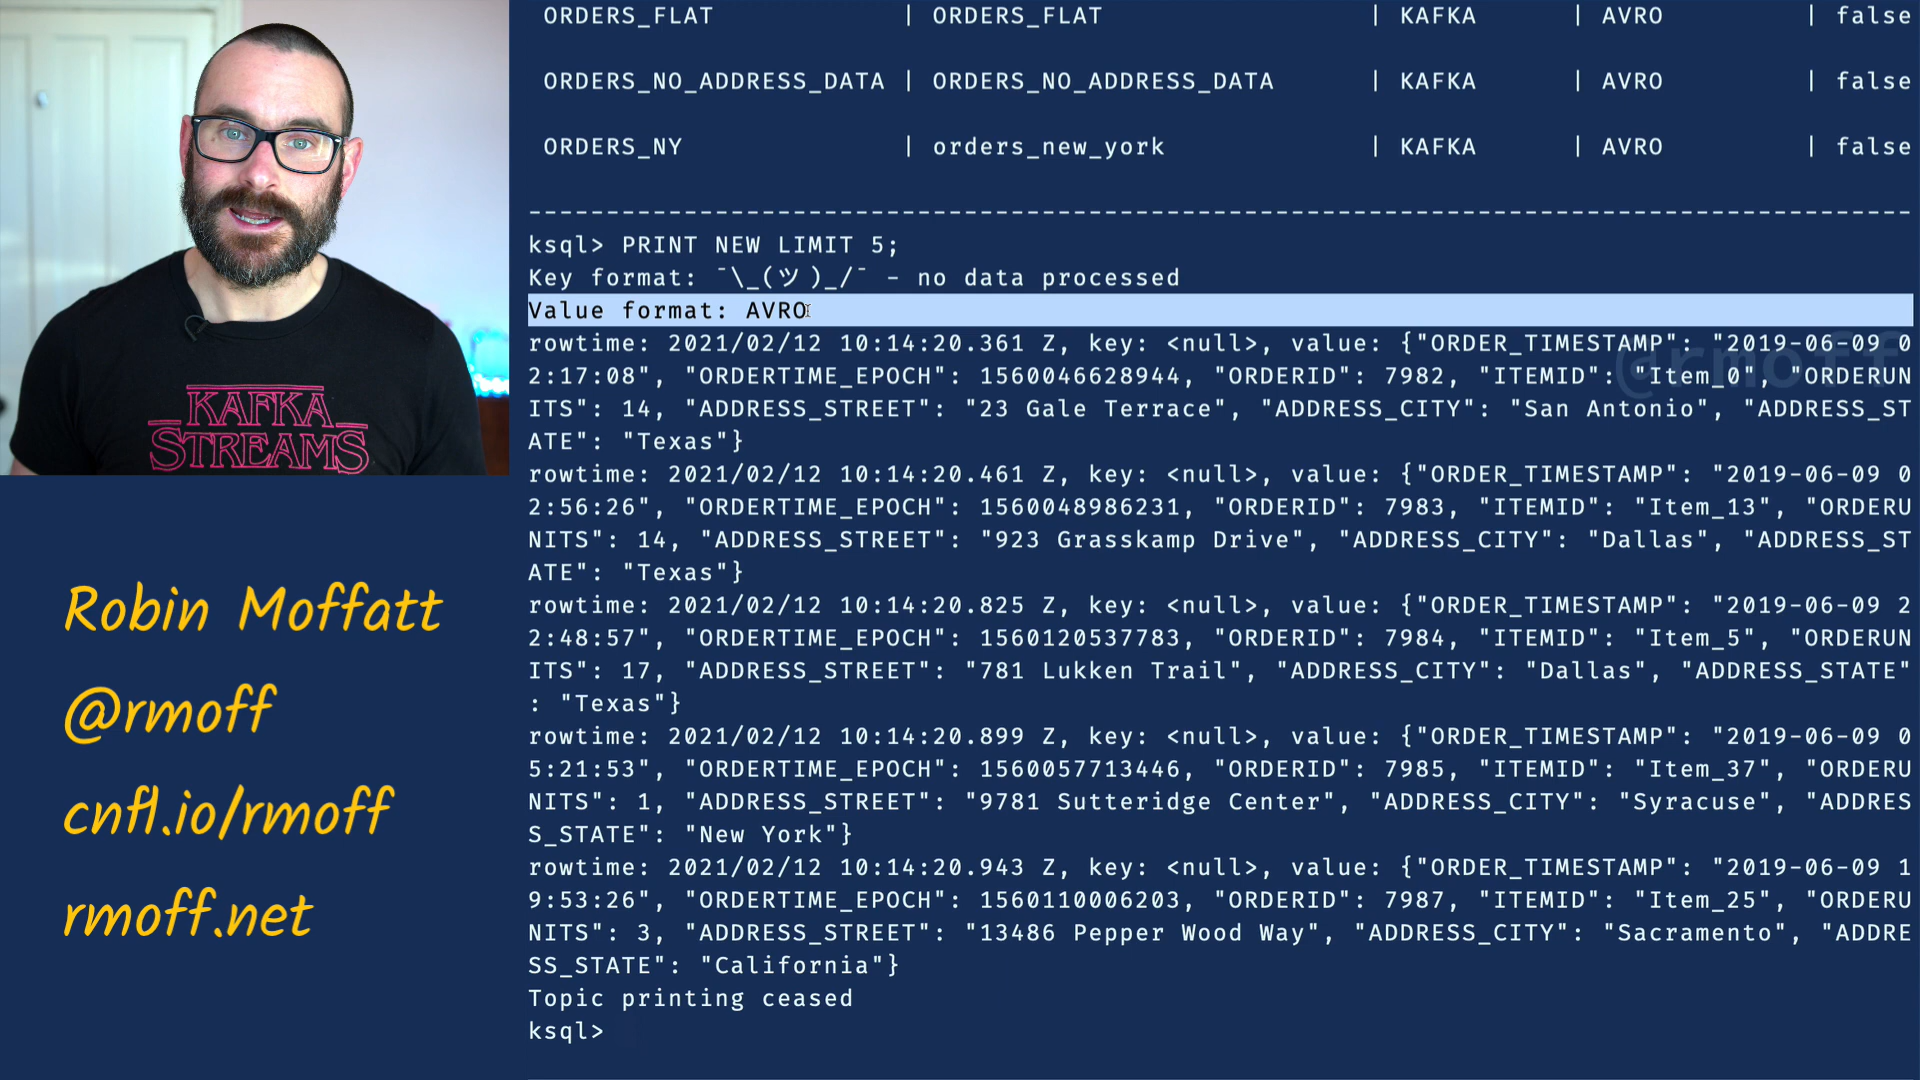 KAFKA
STREAMS
Robin Moffatt
@rmoff
cnfl.io/rmoff
rmoff.net
ORDERS_FLAT | ORDERS_FLAT | KAFKA | AVRO | false
ORDERS_NO_ADDRESS_DATA | ORDERS_NO_ADDRESS_DATA | KAFKA | AVRO | false
ORDERS_NY | orders_new_york | KAFKA | AVRO | false
-----------------------------------------------------------------------------------------
ksql> PRINT NEW LIMIT 5;
Key format: ¯\_(ツ)_/¯ - no data processed
Value format: AVRO
rowtime: 2021/02/12 10:14:20.361 Z, key: <null>, value: {"ORDER_TIMESTAMP": "2019-06-09 0
2:17:08", "ORDERTIME_EPOCH": 1560046628944, "ORDERID": 7982, "ITEMID": "Item_0", "ORDERUN
ITS": 14, "ADDRESS_STREET": "23 Gale Terrace", "ADDRESS_CITY": "San Antonio", "ADDRESS_ST
ATE": "Texas"}
rowtime: 2021/02/12 10:14:20.461 Z, key: <null>, value: {"ORDER_TIMESTAMP": "2019-06-09 0
2:56:26", "ORDERTIME_EPOCH": 1560048986231, "ORDERID": 7983, "ITEMID": "Item_13", "ORDERU
NITS": 14, "ADDRESS_STREET": "923 Grasskamp Drive", "ADDRESS_CITY": "Dallas", "ADDRESS_ST
ATE": "Texas"}
rowtime: 2021/02/12 10:14:20.825 Z, key: <null>, value: {"ORDER_TIMESTAMP": "2019-06-09 2
2:48:57", "ORDERTIME_EPOCH": 1560120537783, "ORDERID": 7984, "ITEMID": "Item_5", "ORDERUN
ITS": 17, "ADDRESS_STREET": "781 Lukken Trail", "ADDRESS_CITY": "Dallas", "ADDRESS_STATE"
: "Texas"}
rowtime: 2021/02/12 10:14:20.899 Z, key: <null>, value: {"ORDER_TIMESTAMP": "2019-06-09 0
5:21:53", "ORDERTIME_EPOCH": 1560057713446, "ORDERID": 7985, "ITEMID": "Item_37", "ORDERU
NITS": 1, "ADDRESS_STREET": "9781 Sutteridge Center", "ADDRESS_CITY": "Syracuse", "ADDRES
S_STATE": "New York"}
rowtime: 2021/02/12 10:14:20.943 Z, key: <null>, value: {"ORDER_TIMESTAMP": "2019-06-09 1
9:53:26", "ORDERTIME_EPOCH": 1560110006203, "ORDERID": 7987, "ITEMID": "Item_25", "ORDERU
NITS": 3, "ADDRESS_STREET": "13486 Pepper Wood Way", "ADDRESS_CITY": "Sacramento", "ADDRE
SS_STATE": "California"}
Topic printing ceased
ksql>
@rmoff